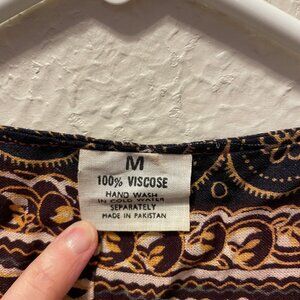 M
100% VISCOSE
HAND WASH
IN COLD WATER
SEPARATELY
MADE IN PAKISTAN